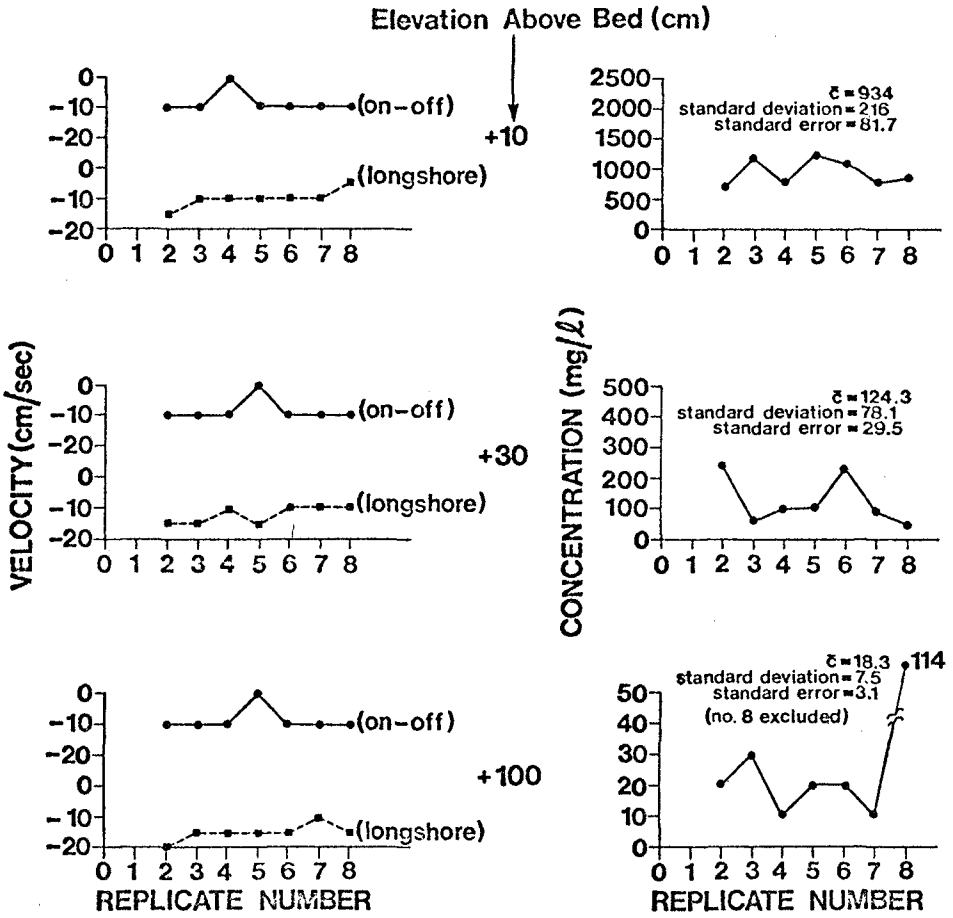 Elevation Above Bed (cm)
0
-10
-20
0
-10
-20
(on-off)
(longshore)
0 1 2 3 4 5 6 7 8
+10
2500
2000
1500
1000
500
0
c̄=934
standard deviation=216
standard error=81.7
0 1 2 3 4 5 6 7 8
VELOCITY (cm/sec)
0
-10
-20
0
-10
-20
(on-off)
(longshore)
0 1 2 3 4 5 6 7 8
+30
CONCENTRATION (mg/ℓ)
500
400
300
200
100
0
c̄=124.3
standard deviation=78.1
standard error=29.5
0 1 2 3 4 5 6 7 8
0
-10
-20
0
-10
-20
(on-off)
(longshore)
0 1 2 3 4 5 6 7 8
REPLICATE NUMBER
+100
50
40
30
20
10
0
c̄=18.3
114
standard deviation=7.5
standard error=3.1
(no. 8 excluded)
0 1 2 3 4 5 6 7 8
REPLICATE NUMBER